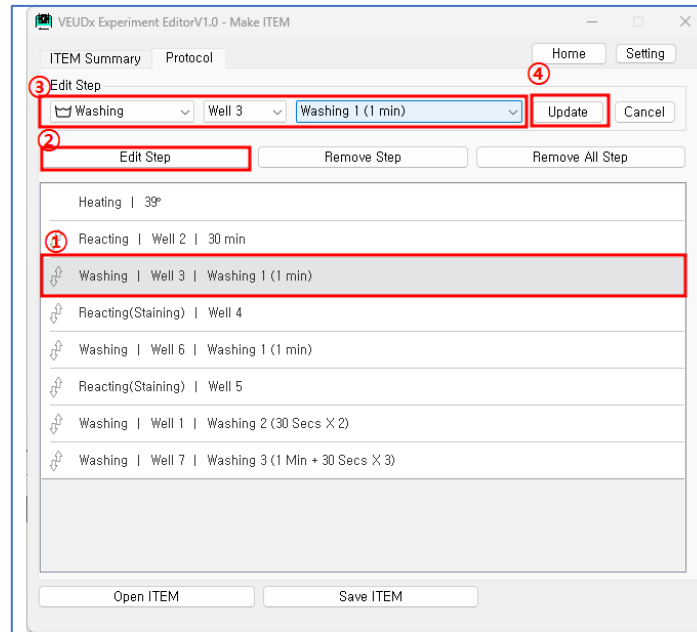 VEUDx Experiment EditorV1.0 - Make ITEM
ITEM Summary Protocol Home Setting
④
③ Edit Step
Washing Well 3 Washing 1 (1 min) Update Cancel
②
Edit Step Remove Step Remove All Step
Heating | 39º
① Reacting | Well 2 | 30 min
Washing | Well 3 | Washing 1 (1 min)
Reacting(Staining) | Well 4
Washing | Well 6 | Washing 1 (1 min)
Reacting(Staining) | Well 5
Washing | Well 1 | Washing 2 (30 Secs X 2)
Washing | Well 7 | Washing 3 (1 Min + 30 Secs X 3)
Open ITEM Save ITEM